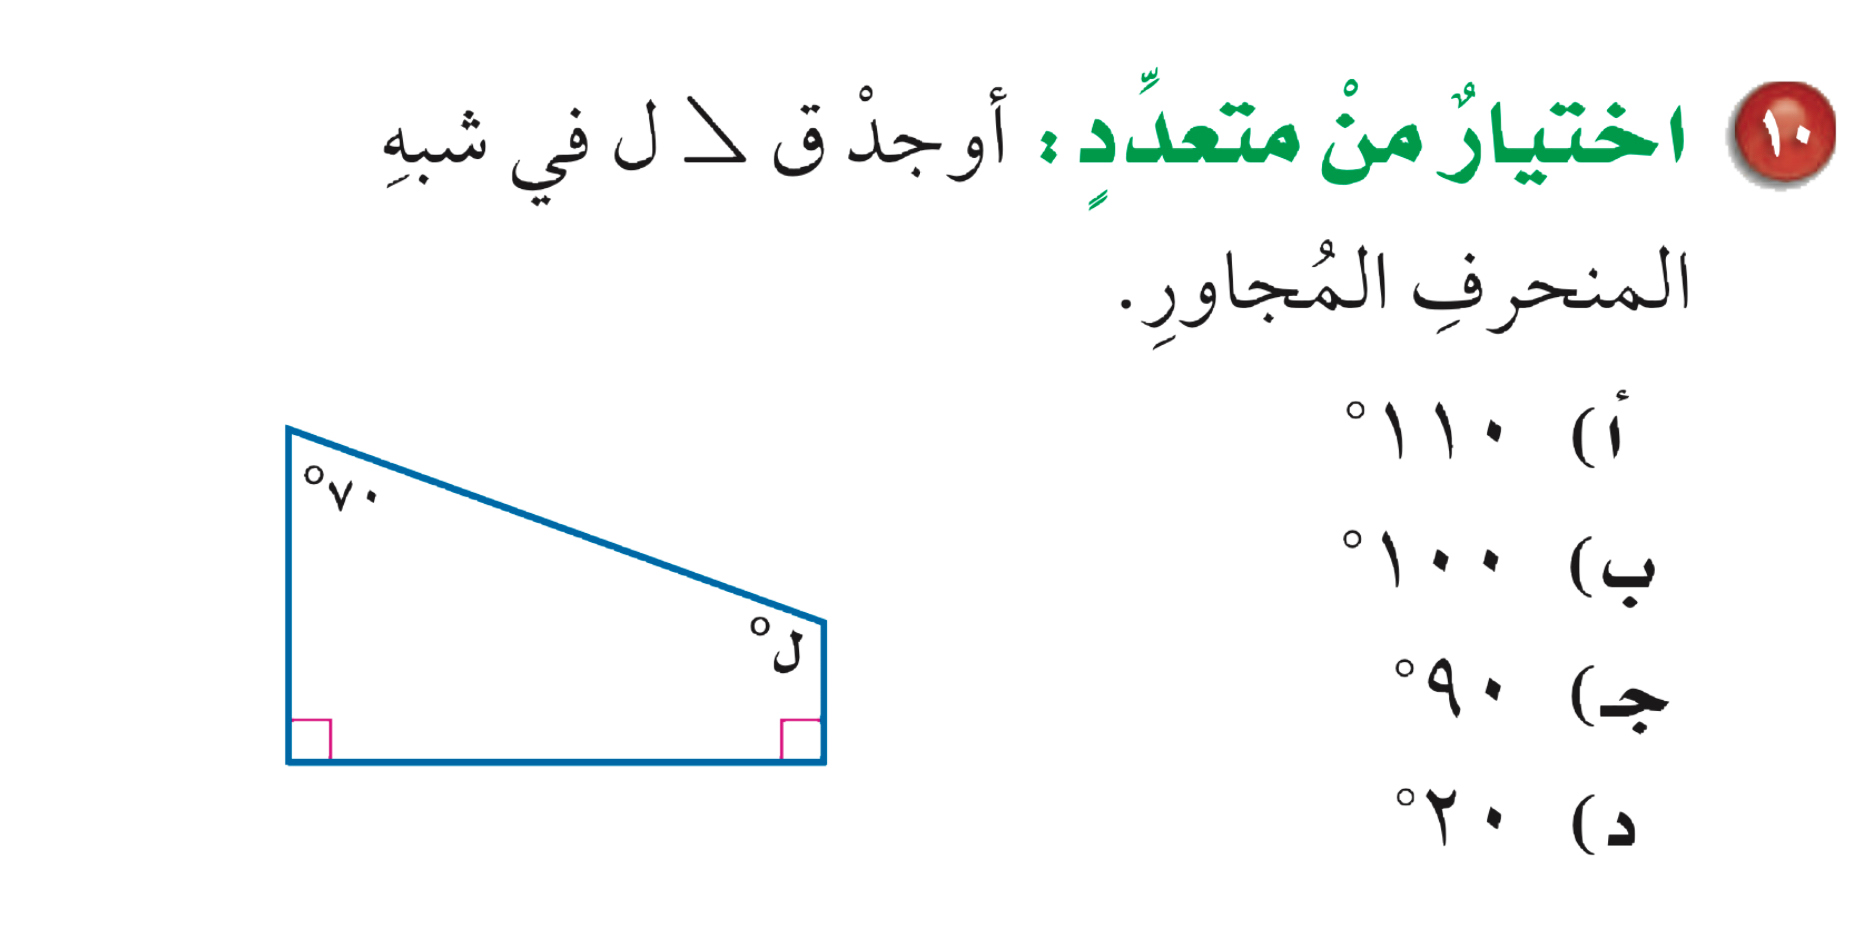 ١٠ اختيارٌ منْ متعدِّدٍ: أوجدْ ق ∠ ل في شبهِ
المنحرفِ المُجاورِ.
أ) ١١٠°
ب) ١٠٠°
جـ) ٩٠°
د) ٢٠°
٧٠°
ل°